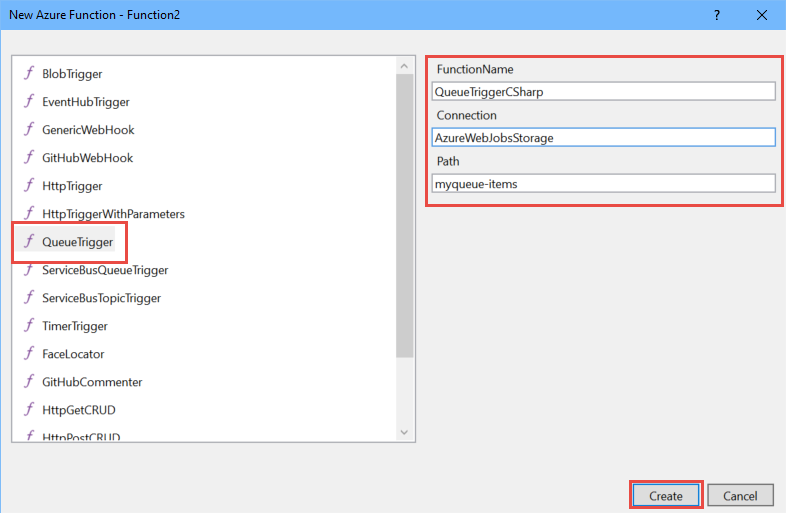 New Azure Function - Function2
?
BlobTrigger
EventHubTrigger
GenericWebHook
GitHubWebHook
HttpTrigger
HttpTriggerWithParameters
QueueTrigger
ServiceBusQueueTrigger
ServiceBusTopicTrigger
TimerTrigger
FaceLocator
GitHubCommenter
HttpGetCRUD
HttpPostCRUD
FunctionName
QueueTriggerCSharp
Connection
AzureWebJobsStorage
Path
myqueue-items
Create
Cancel